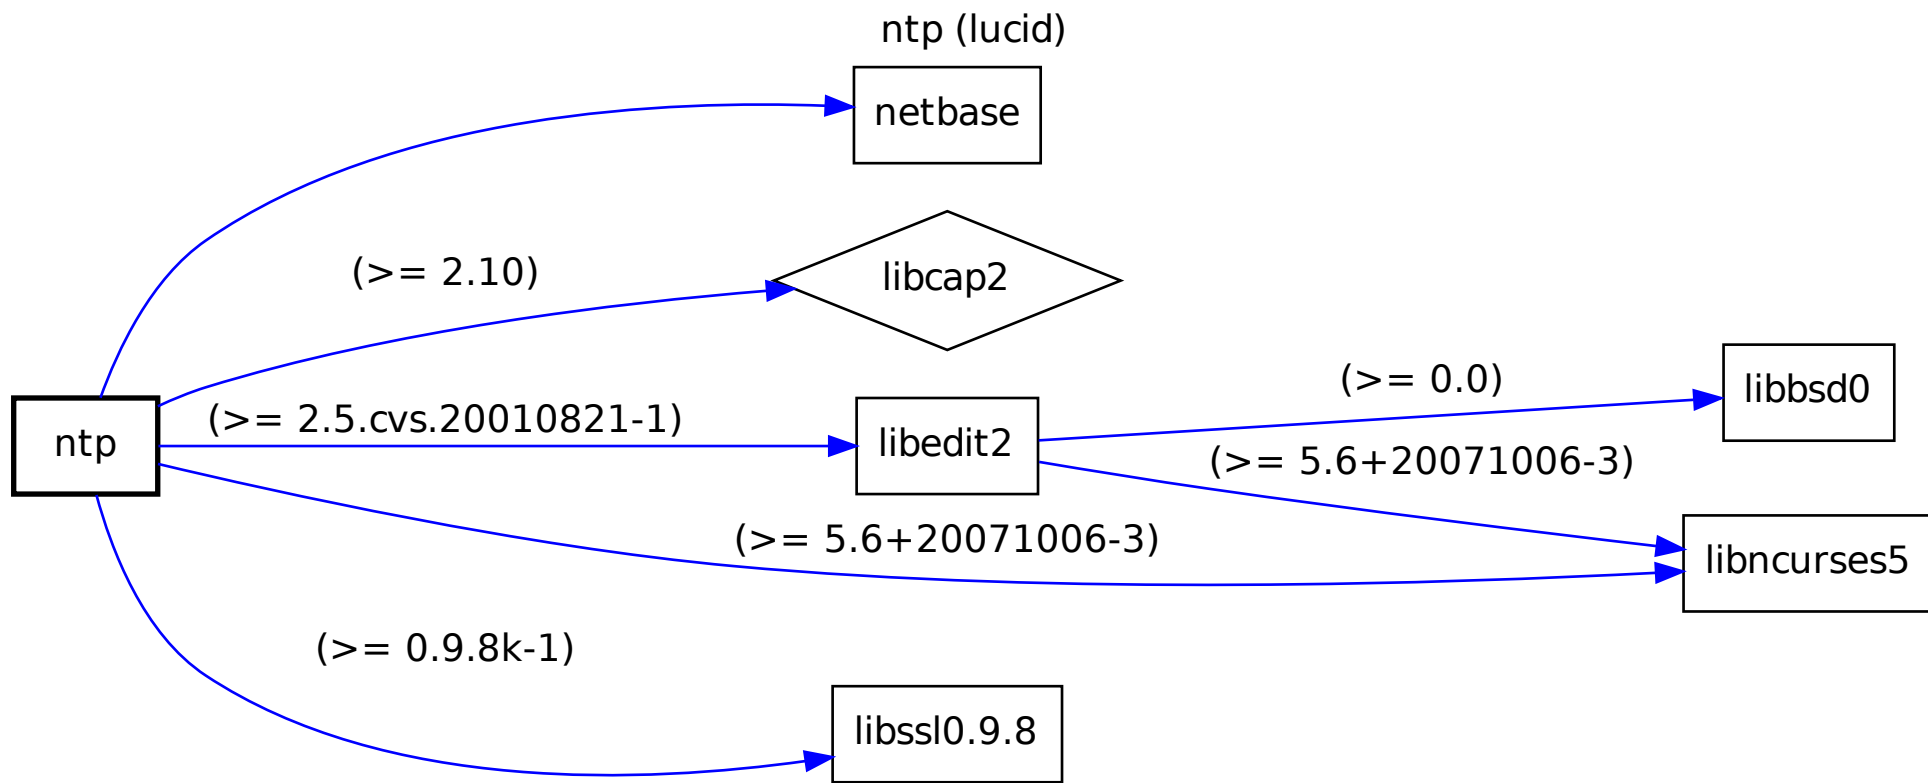 ntp (lucid)
netbase
(>= 2.10)
libcap2
(>= 0.0)
libbsd0
ntp
(>= 2.5.cvs.20010821-1)
libedit2
(>= 5.6+20071006-3)
(>= 5.6+20071006-3)
libncurses5
(>= 0.9.8k-1)
libssl0.9.8